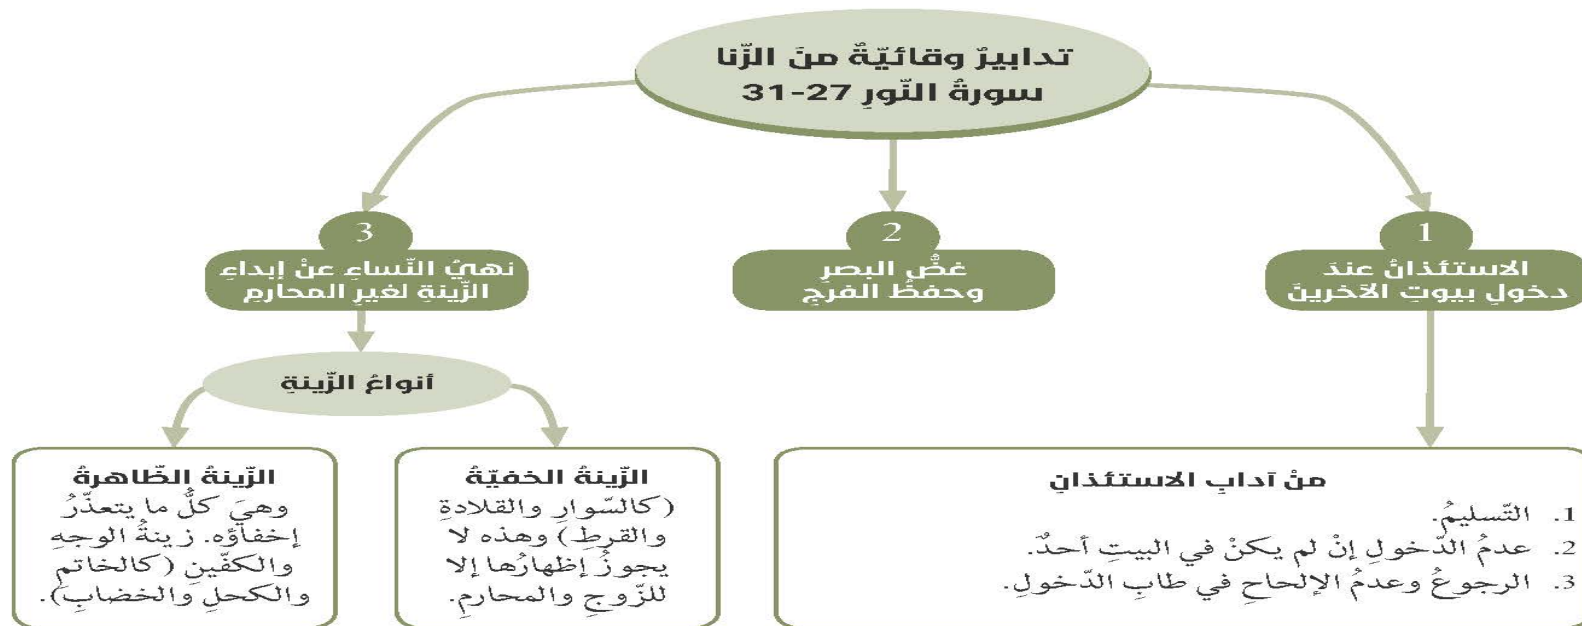 تدابيرُ وقائيّةٌ منَ الزّنا
سورةُ النّورِ 27-31
1
الاستئذانُ عندَ
دخولِ بيوتِ الآخرينَ
2
غضُّ البصرِ
وحفظُ الفرجِ
3
نهيُ النّساءِ عنْ إبداءِ
الزّينةِ لغيرِ المحارمِ
منْ آدابِ الاستئذانِ
1. التّسليمُ.
2. عدمُ الدّخولِ إنْ لم يكنْ في البيتِ أحدٌ.
3. الرجوعُ وعدمُ الإلحاحِ في طابِ الدّخولِ.
أنواعُ الزّينةِ
الزّينةُ الخفيّةُ
(كالسّوارِ والقلادةِ
والقرطِ) وهذه لا
يجوزُ إظهارُها إلا
للزّوجِ والمحارمِ.
الزّينةُ الظّاهرةُ
وهيَ كلُّ ما يتعذّرُ
إخفاؤه. زينةُ الوجهِ
والكفّينِ (كالخاتمِ
والكحلِ والخضابِ).